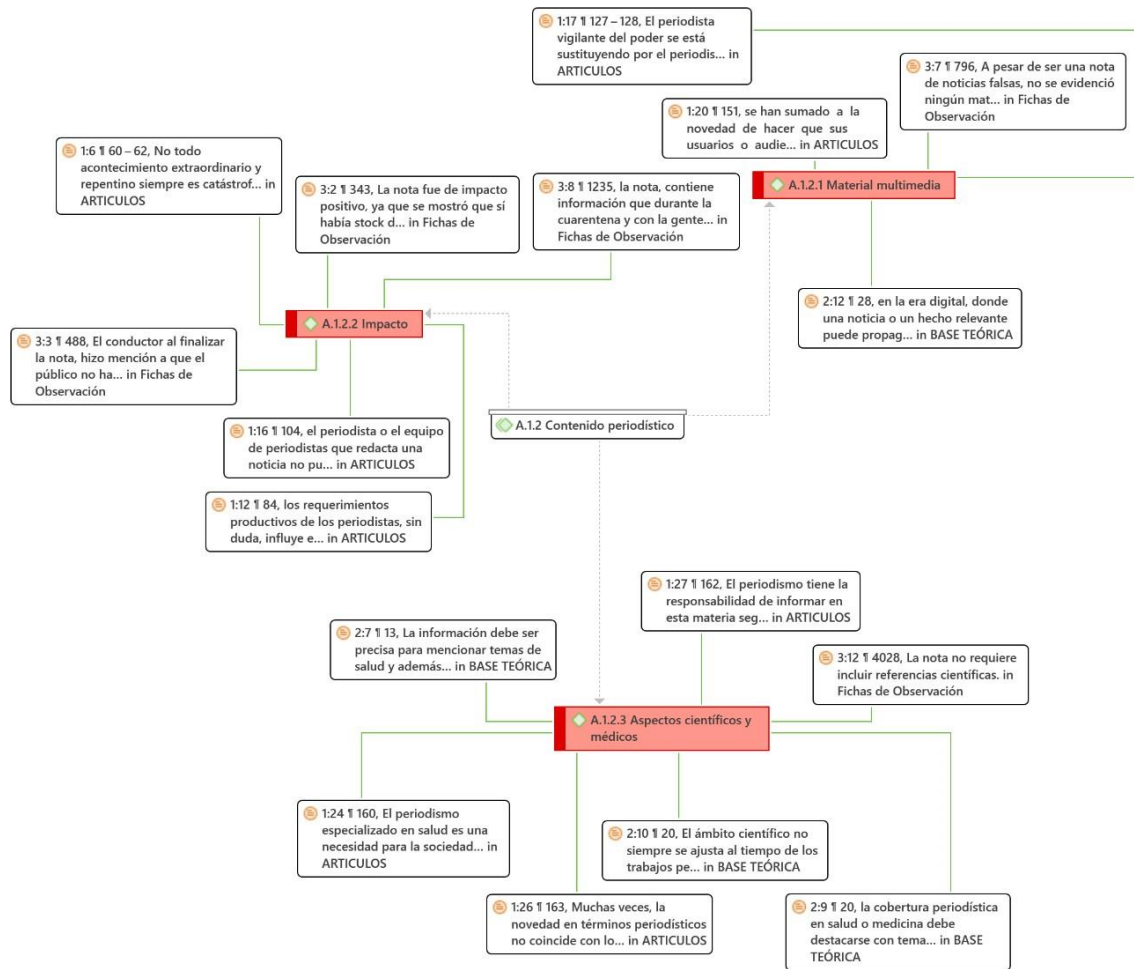 1:17 ¶ 127 – 128, El periodista
vigilante del poder se está
sustituyendo por el periodis... in
ARTICULOS
3:7 ¶ 796, A pesar de ser una nota
de noticias falsas, no se evidenció
ningún mat... in Fichas de
Observación
1:20 ¶ 151, se han sumado a la
novedad de hacer que sus
usuarios o audie... in ARTICULOS
1:6 ¶ 60 – 62, No todo
acontecimiento extraordinario y
repentino siempre es catástrof... in
ARTICULOS
3:2 ¶ 343, La nota fue de impacto
positivo, ya que se mostró que sí
había stock d... in Fichas de
Observación
3:8 ¶ 1235, la nota, contiene
información que durante la
cuarentena y con la gente... in
Fichas de Observación
A.1.2.1 Material multimedia
2:12 ¶ 28, en la era digital, donde
una noticia o un hecho relevante
puede propag... in BASE TEÓRICA
A.1.2.2 Impacto
3:3 ¶ 488, El conductor al finalizar
la nota, hizo mención a que el
público no ha... in Fichas de
Observación
A.1.2 Contenido periodístico
1:16 ¶ 104, el periodista o el equipo
de periodistas que redacta una
noticia no pu... in ARTICULOS
1:12 ¶ 84, los requerimientos
productivos de los periodistas, sin
duda, influye e... in ARTICULOS
1:27 ¶ 162, El periodismo tiene la
responsabilidad de informar en
esta materia seg... in ARTICULOS
2:7 ¶ 13, La información debe ser
precisa para mencionar temas de
salud y además... in BASE TEÓRICA
3:12 ¶ 4028, La nota no requiere
incluir referencias científicas. in
Fichas de Observación
A.1.2.3 Aspectos científicos y
médicos
1:24 ¶ 160, El periodismo
especializado en salud es una
necesidad para la sociedad... in
ARTICULOS
2:10 ¶ 20, El ámbito científico no
siempre se ajusta al tiempo de los
trabajos pe... in BASE TEÓRICA
1:26 ¶ 163, Muchas veces, la
novedad en términos periodísticos
no coincide con lo... in ARTICULOS
2:9 ¶ 20, la cobertura periodística
en salud o medicina debe
destacarse con tema... in BASE
TEÓRICA